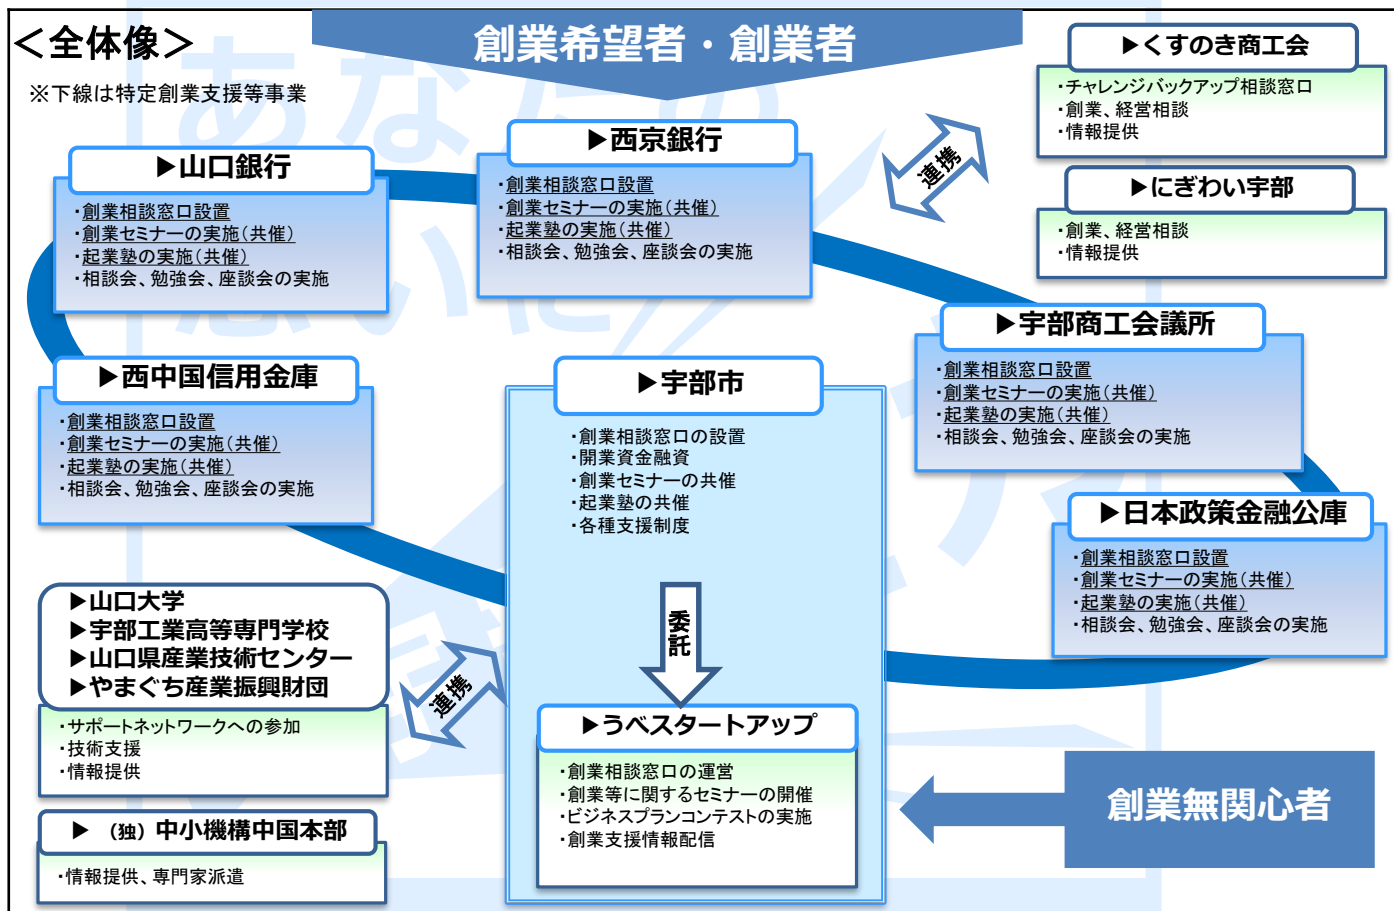 ＜全体像＞
※下線は特定創業支援等事業
創業希望者・創業者
▶くすのき商工会
・チャレンジバックアップ相談窓口
・創業、経営相談
・情報提供
▶にぎわい宇部
・創業、経営相談
・情報提供
連携
▶西京銀行
・創業相談窓口設置
・創業セミナーの実施（共催）
・起業塾の実施（共催）
・相談会、勉強会、座談会の実施
▶山口銀行
・創業相談窓口設置
・創業セミナーの実施（共催）
・起業塾の実施（共催）
・相談会、勉強会、座談会の実施
▶宇部商工会議所
・創業相談窓口設置
・創業セミナーの実施（共催）
・起業塾の実施（共催）
・相談会、勉強会、座談会の実施
▶西中国信用金庫
・創業相談窓口設置
・創業セミナーの実施（共催）
・起業塾の実施（共催）
・相談会、勉強会、座談会の実施
▶宇部市
・創業相談窓口の設置
・開業資金融資
・創業セミナーの共催
・起業塾の共催
・各種支援制度
委託
▶日本政策金融公庫
・創業相談窓口設置
・創業セミナーの実施（共催）
・起業塾の実施（共催）
・相談会、勉強会、座談会の実施
▶山口大学
▶宇部工業高等専門学校
▶山口県産業技術センター
▶やまぐち産業振興財団
・サポートネットワークへの参加
・技術支援
・情報提供
連携
▶うべスタートアップ
・創業相談窓口の運営
・創業等に関するセミナーの開催
・ビジネスプランコンテストの実施
・創業支援情報配信
創業無関心者
▶（独）中小機構中国本部
・情報提供、専門家派遣